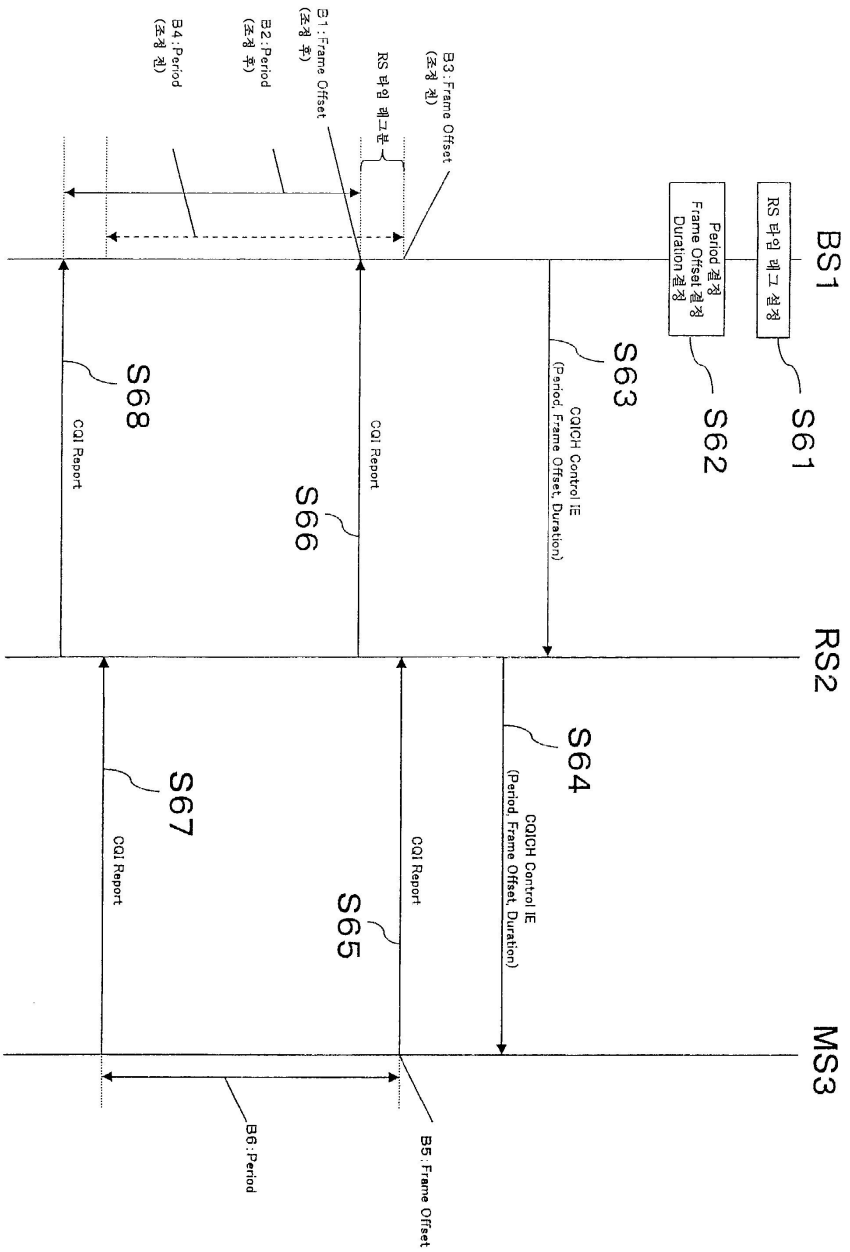 BS1
RS2
MS3
RS 타임 래그 설정
S61
Period 결정
Frame Offset 결정
Duration 결정
S62
S63
CQICH Control IE
(Period, Frame Offset, Duration)
S64
CQICH Control IE
(Period, Frame Offset, Duration)
B3:Frame Offset
(조정 전)
RS 타임 래그분
B1:Frame Offset
(조정 후)
B2:Period
(조정 후)
B4:Period
(조정 전)
S65
CQI Report
B5:Frame Offset
S66
CQI Report
B6:Period
S67
CQI Report
S68
CQI Report